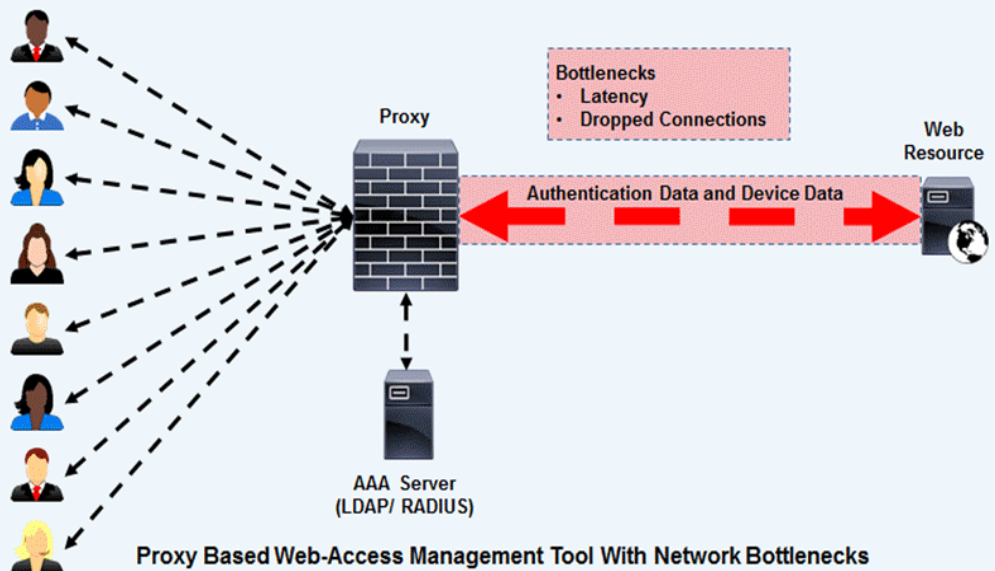 Bottlenecks
• Latency
• Dropped Connections
Proxy
Web
Resource
Authentication Data and Device Data
AAA Server
(LDAP/ RADIUS)
Proxy Based Web-Access Management Tool With Network Bottlenecks